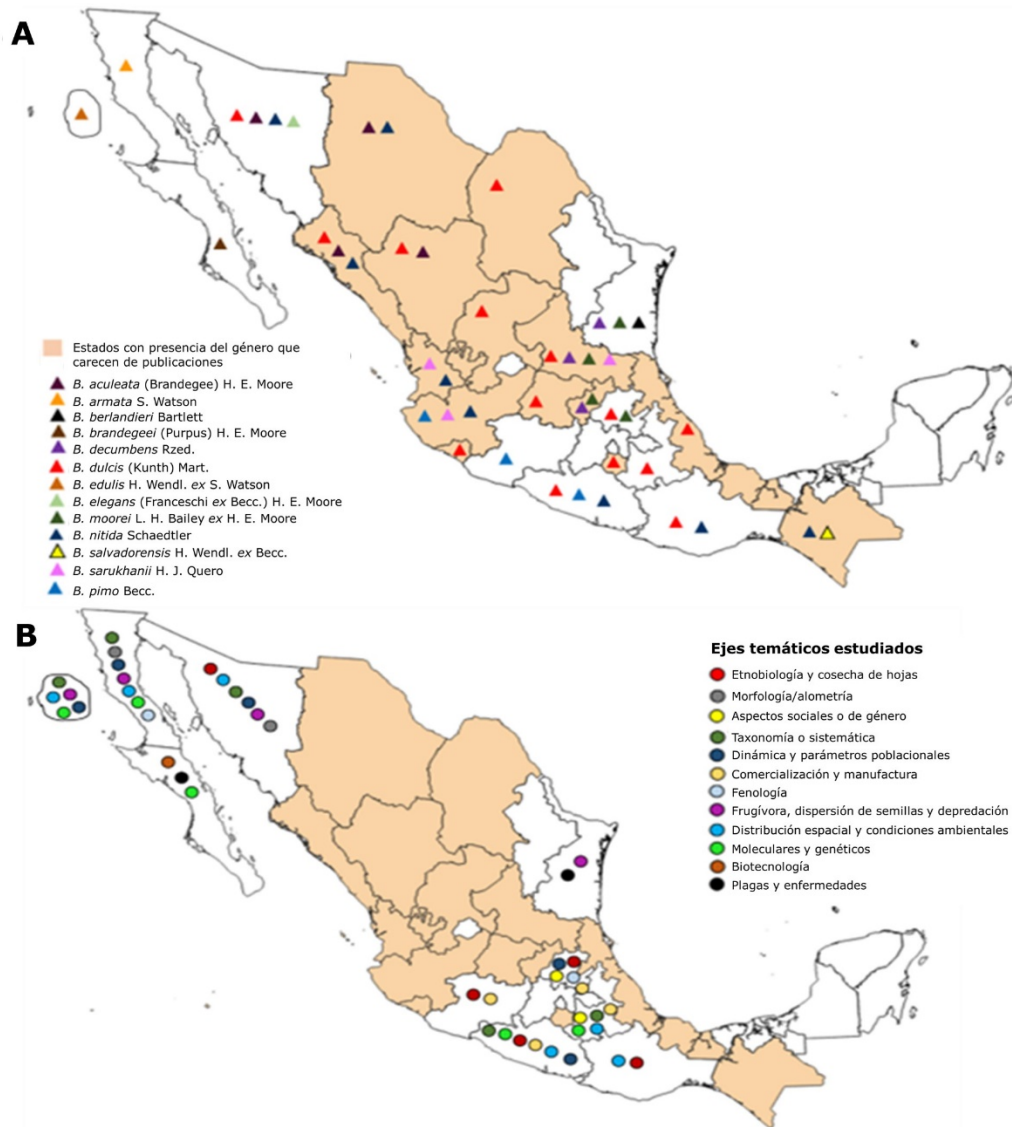 A
Estados con presencia del género que
carecen de publicaciones
B. aculeata (Brandegee) H. E. Moore
B. armata S. Watson
B. berlandieri Bartlett
B. brandegeei (Purpus) H. E. Moore
B. decumbens Rzed.
B. dulcis (Kunth) Mart.
B. edulis H. Wendl. ex S. Watson
B. elegans (Franceschi ex Becc.) H. E. Moore
B. moorei L. H. Bailey ex H. E. Moore
B. nitida Schaedtler
B. salvadorensis H. Wendl. ex Becc.
B. sarukhanii H. J. Quero
B. pimo Becc.
B
Ejes temáticos estudiados
Etnobiología y cosecha de hojas
Morfología/alometría
Aspectos sociales o de género
Taxonomía o sistemática
Dinámica y parámetros poblacionales
Comercialización y manufactura
Fenología
Frugívora, dispersión de semillas y depredación
Distribución espacial y condiciones ambientales
Moleculares y genéticos
Biotecnología
Plagas y enfermedades